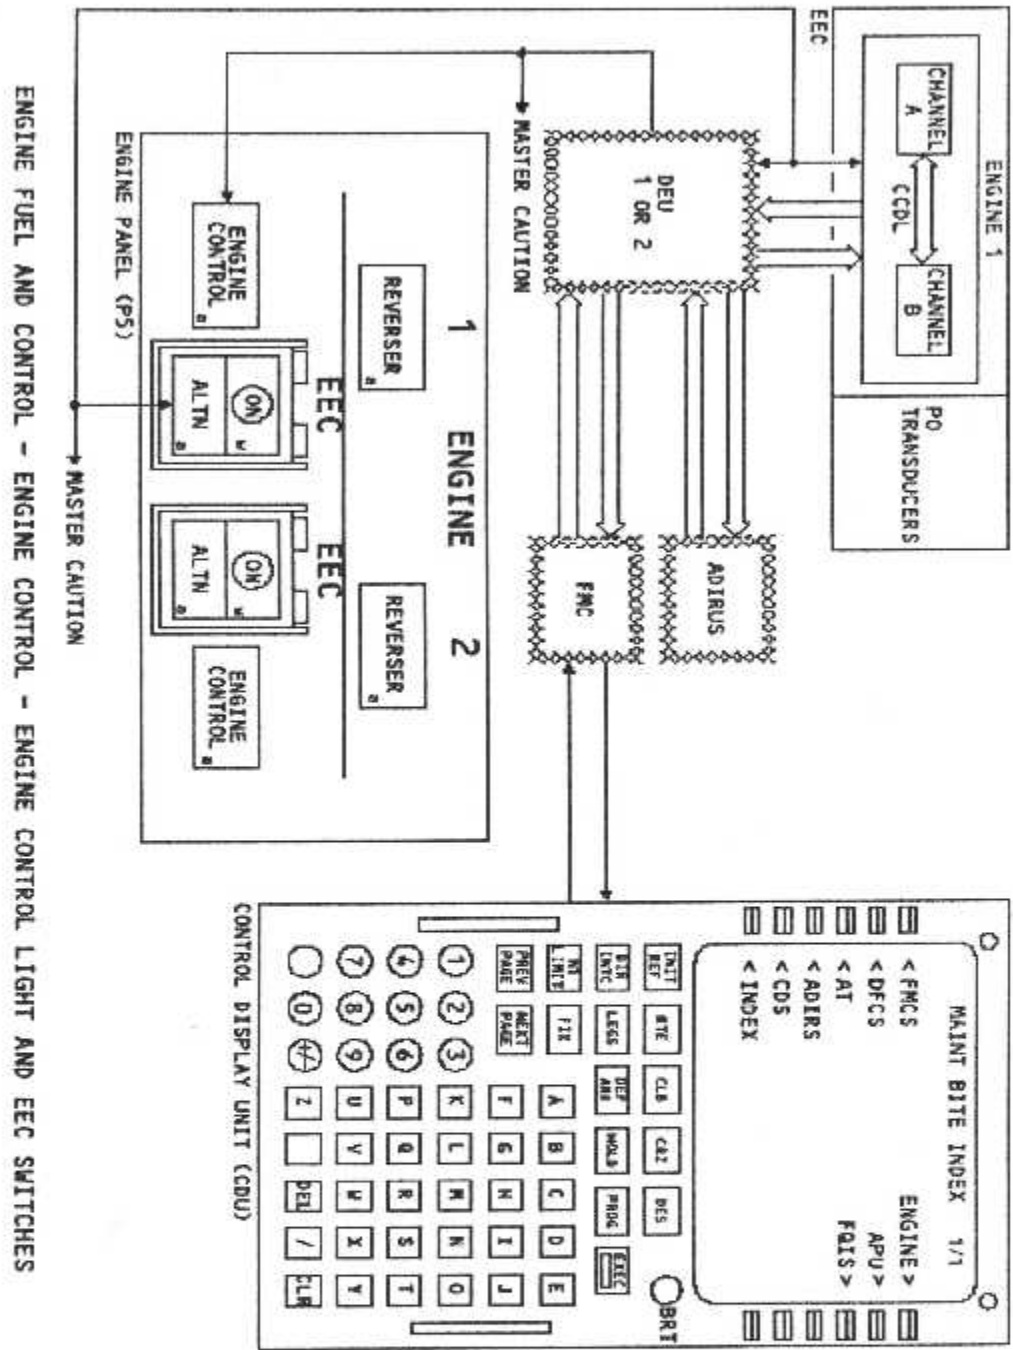 ENGINE 1
CHANNEL
A
CCDL
CHANNEL
B
EEC
PO
TRANSDUCERS
DEU
1 OR 2
MASTER CAUTION
ADIRUS
FMC
1 ENGINE 2
REVERSER
a
REVERSER
a
ENGINE
CONTROL
a
EEC
ON
w
ALTN
a
EEC
ON
w
ALTN
a
ENGINE
CONTROL
a
ENGINE PANEL (P5)
MASTER CAUTION
MAINT BITE INDEX 1/1
< FMCS ENGINE >
< DFCS APU >
< AT FQIS >
< ADIRS
< CDS
< INDEX
BRT
INIT
REF
RTE
CLB
CRZ
DES
DIR
INTC
LEGS
DEP
ARR
HOLD
PROG
EXEC
N1
LIMIT
FIX
PREV
PAGE
NEXT
PAGE
A B C D E
F G H I J
1 2 3 K L M N O
4 5 6 P Q R S T
7 8 9 U V W X Y
0 +/- Z DEL / CLR
CONTROL DISPLAY UNIT (CDU)
ENGINE FUEL AND CONTROL - ENGINE CONTROL - ENGINE CONTROL LIGHT AND EEC SWITCHES